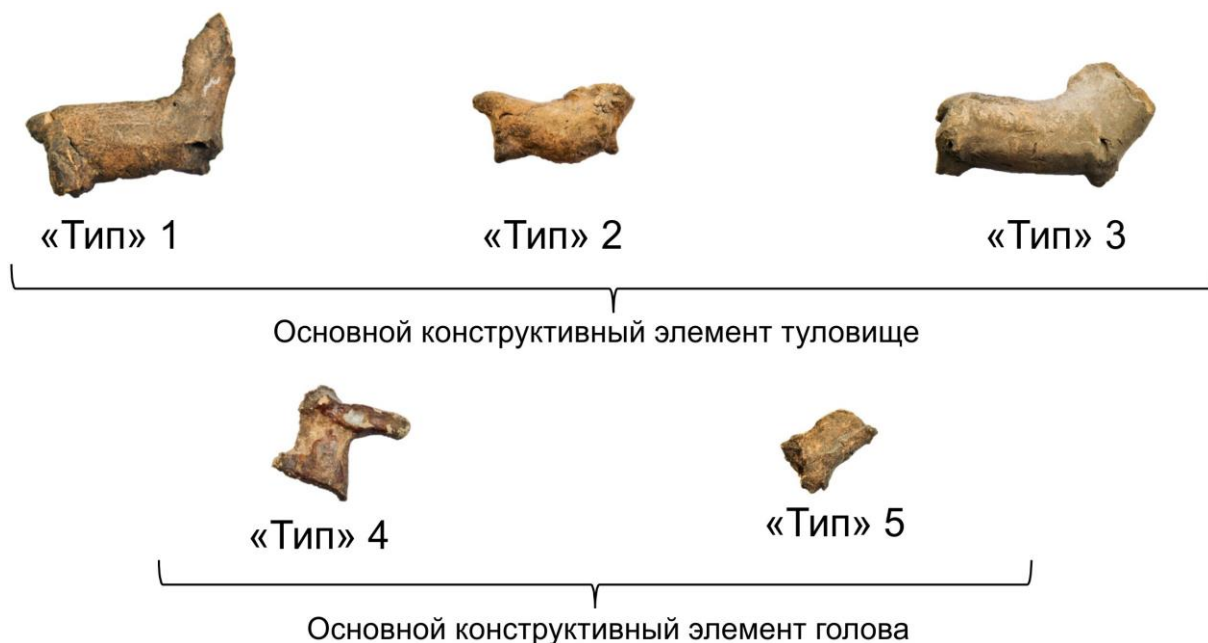 «Тип» 1
«Тип» 2
«Тип» 3
Основной конструктивный элемент туловище
«Тип» 4
«Тип» 5
Основной конструктивный элемент голова